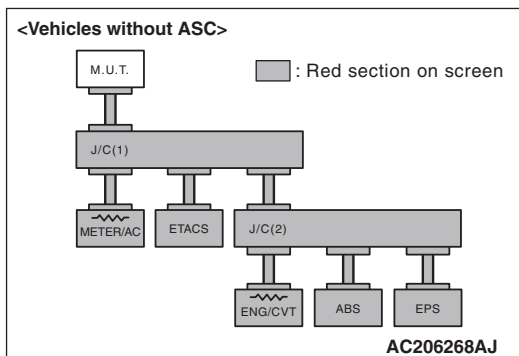 <Vehicles without ASC>
M.U.T.
: Red section on screen
J/C(1)
METER/AC
ETACS
J/C(2)
ENG/CVT
ABS
EPS
AC206268AJ